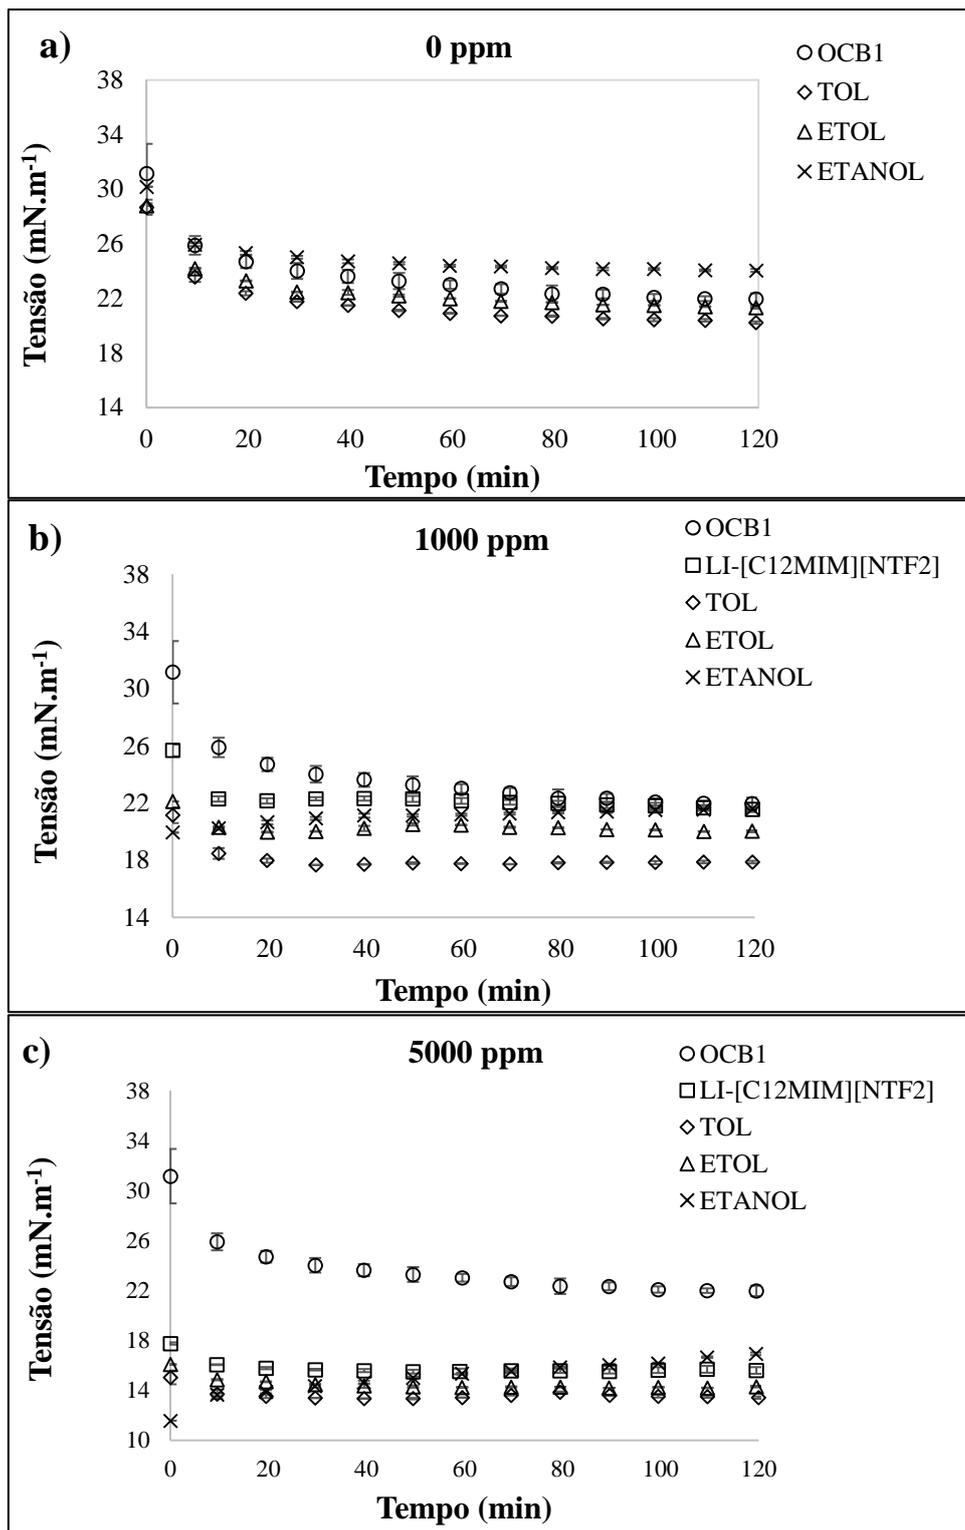 a)
0 ppm
OCB1
TOL
ETOL
ETANOL
Tensão (mN.m⁻¹)
38
34
30
26
22
18
14
0 20 40 60 80 100 120
Tempo (min)
b)
1000 ppm
OCB1
LI-[C12MIM][NTF2]
TOL
ETOL
ETANOL
Tensão (mN.m⁻¹)
38
34
30
26
22
18
14
0 20 40 60 80 100 120
Tempo (min)
c)
5000 ppm
OCB1
LI-[C12MIM][NTF2]
TOL
ETOL
ETANOL
Tensão (mN.m⁻¹)
38
34
30
26
22
18
14
10
0 20 40 60 80 100 120
Tempo (min)